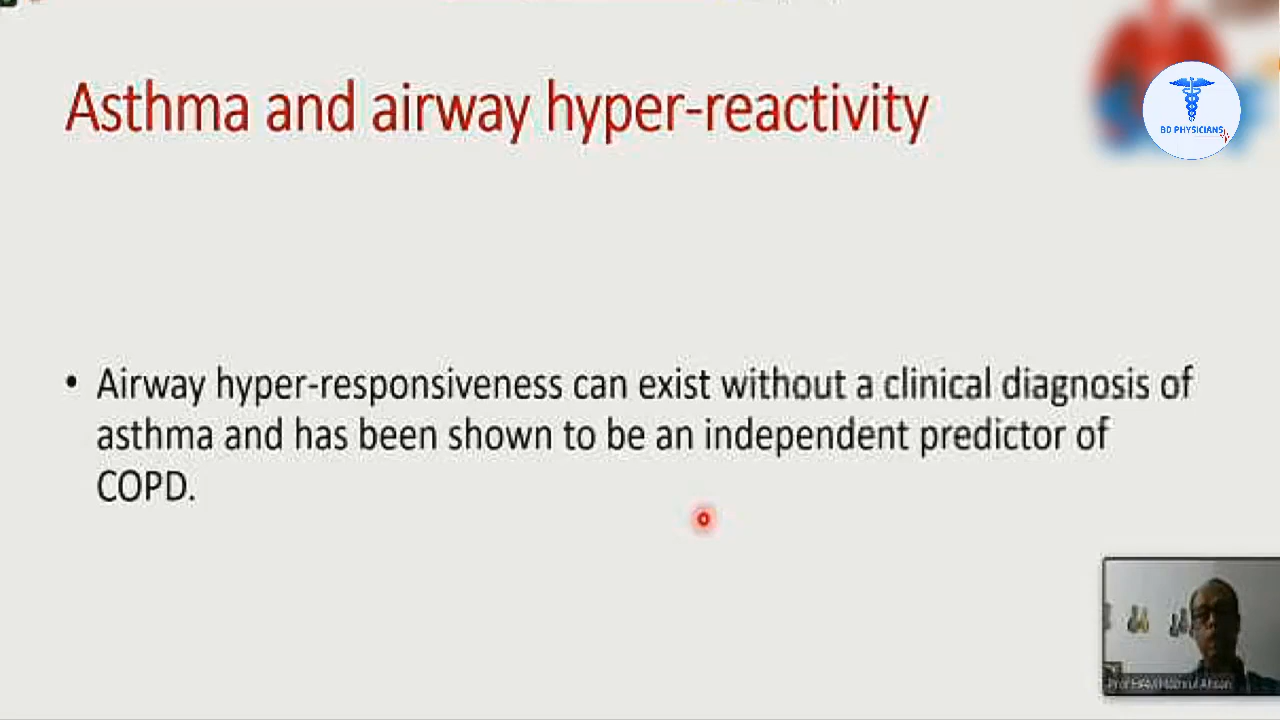 Asthma and airway hyper-reactivity
BD PHYSICIANS
• Airway hyper-responsiveness can exist without a clinical diagnosis of
asthma and has been shown to be an independent predictor of
COPD.
Ahsan